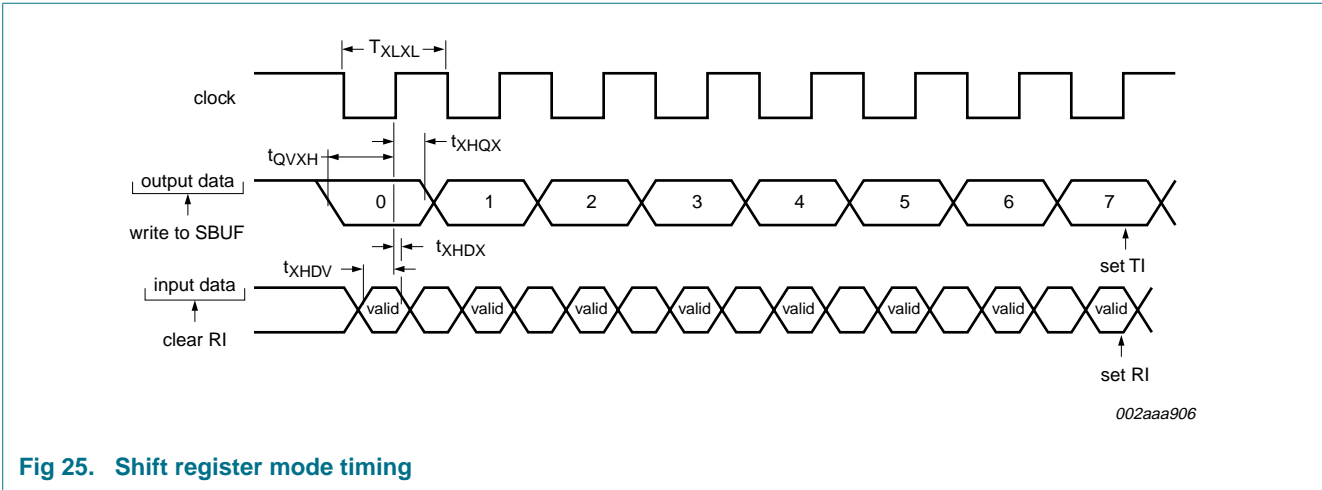 TXLXL
clock
tXHQX
tQVXH
output data
0 1 2 3 4 5 6 7
write to SBUF
tXHDX
set TI
tXHDV
input data
valid valid valid valid valid valid valid valid
clear RI
set RI
002aaa906
Fig 25. Shift register mode timing